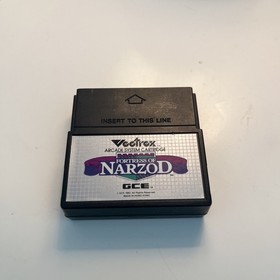 INSERT TO THIS LINE
Vectrex
ARCADE SYSTEM CARTRIDGE
FORTRESS OF
NARZOD
GCE